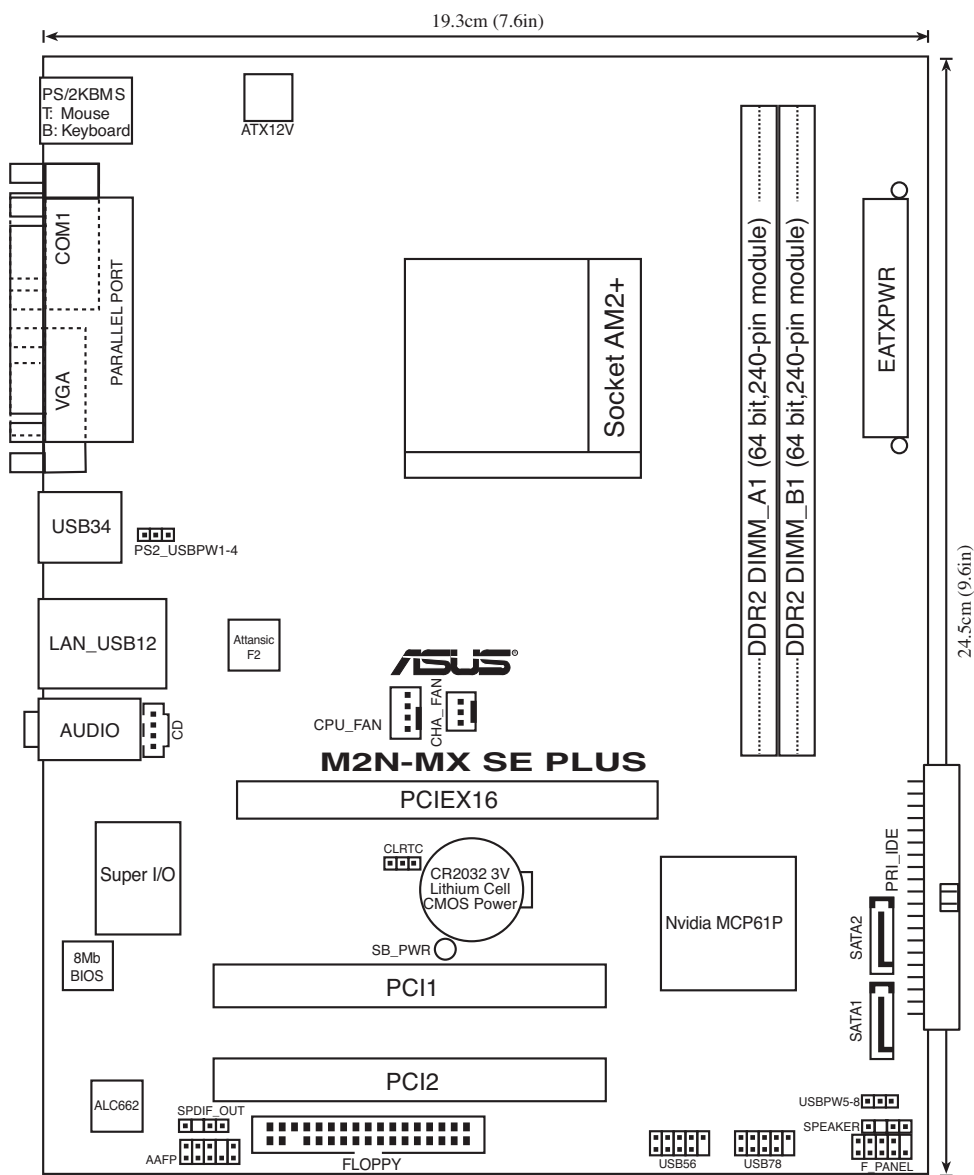 19.3cm (7.6in)
PS/2KBMS
T: Mouse
B: Keyboard
ATX12V
COM1
PARALLEL PORT
VGA
Socket AM2+
DDR2 DIMM_A1 (64 bit,240-pin module)
DDR2 DIMM_B1 (64 bit,240-pin module)
EATXPWR
24.5cm (9.6in)
USB34
PS2_USBPW1-4
LAN_USB12
Attansic
F2
ASUS
AUDIO
CD
CPU_FAN
CHA_FAN
M2N-MX SE PLUS
PCIEX16
Super I/O
CLRTC
CR2032 3V
Lithium Cell
CMOS Power
Nvidia MCP61P
PRI_IDE
SATA2
SB_PWR
8Mb
BIOS
PCI1
SATA1
PCI2
ALC662
SPDIF_OUT
AAFP
FLOPPY
USB56
USB78
USBPW5-8
SPEAKER
F_PANEL